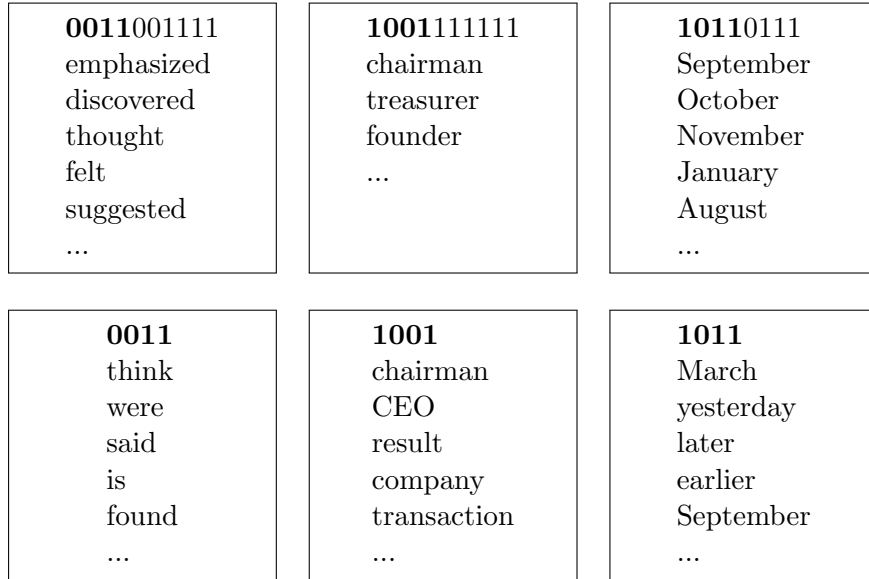 0011001111
emphasized
discovered
thought
felt
suggested
...
1001111111
chairman
treasurer
founder
...
10110111
September
October
November
January
August
...
0011
think
were
said
is
found
...
1001
chairman
CEO
result
company
transaction
...
1011
March
yesterday
later
earlier
September
...